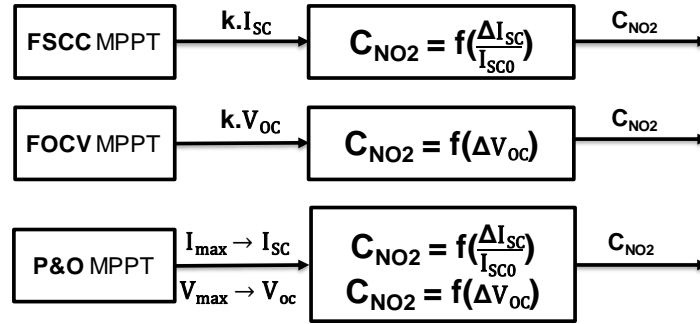 FSCC MPPT
k.I_SC
C_NO2 = f(ΔI_SC/I_SC0)
C_NO2
FOCV MPPT
k.V_OC
C_NO2 = f(ΔV_OC)
C_NO2
P&O MPPT
I_max → I_SC
V_max → V_oc
C_NO2 = f(ΔI_SC/I_SC0)
C_NO2 = f(ΔV_OC)
C_NO2